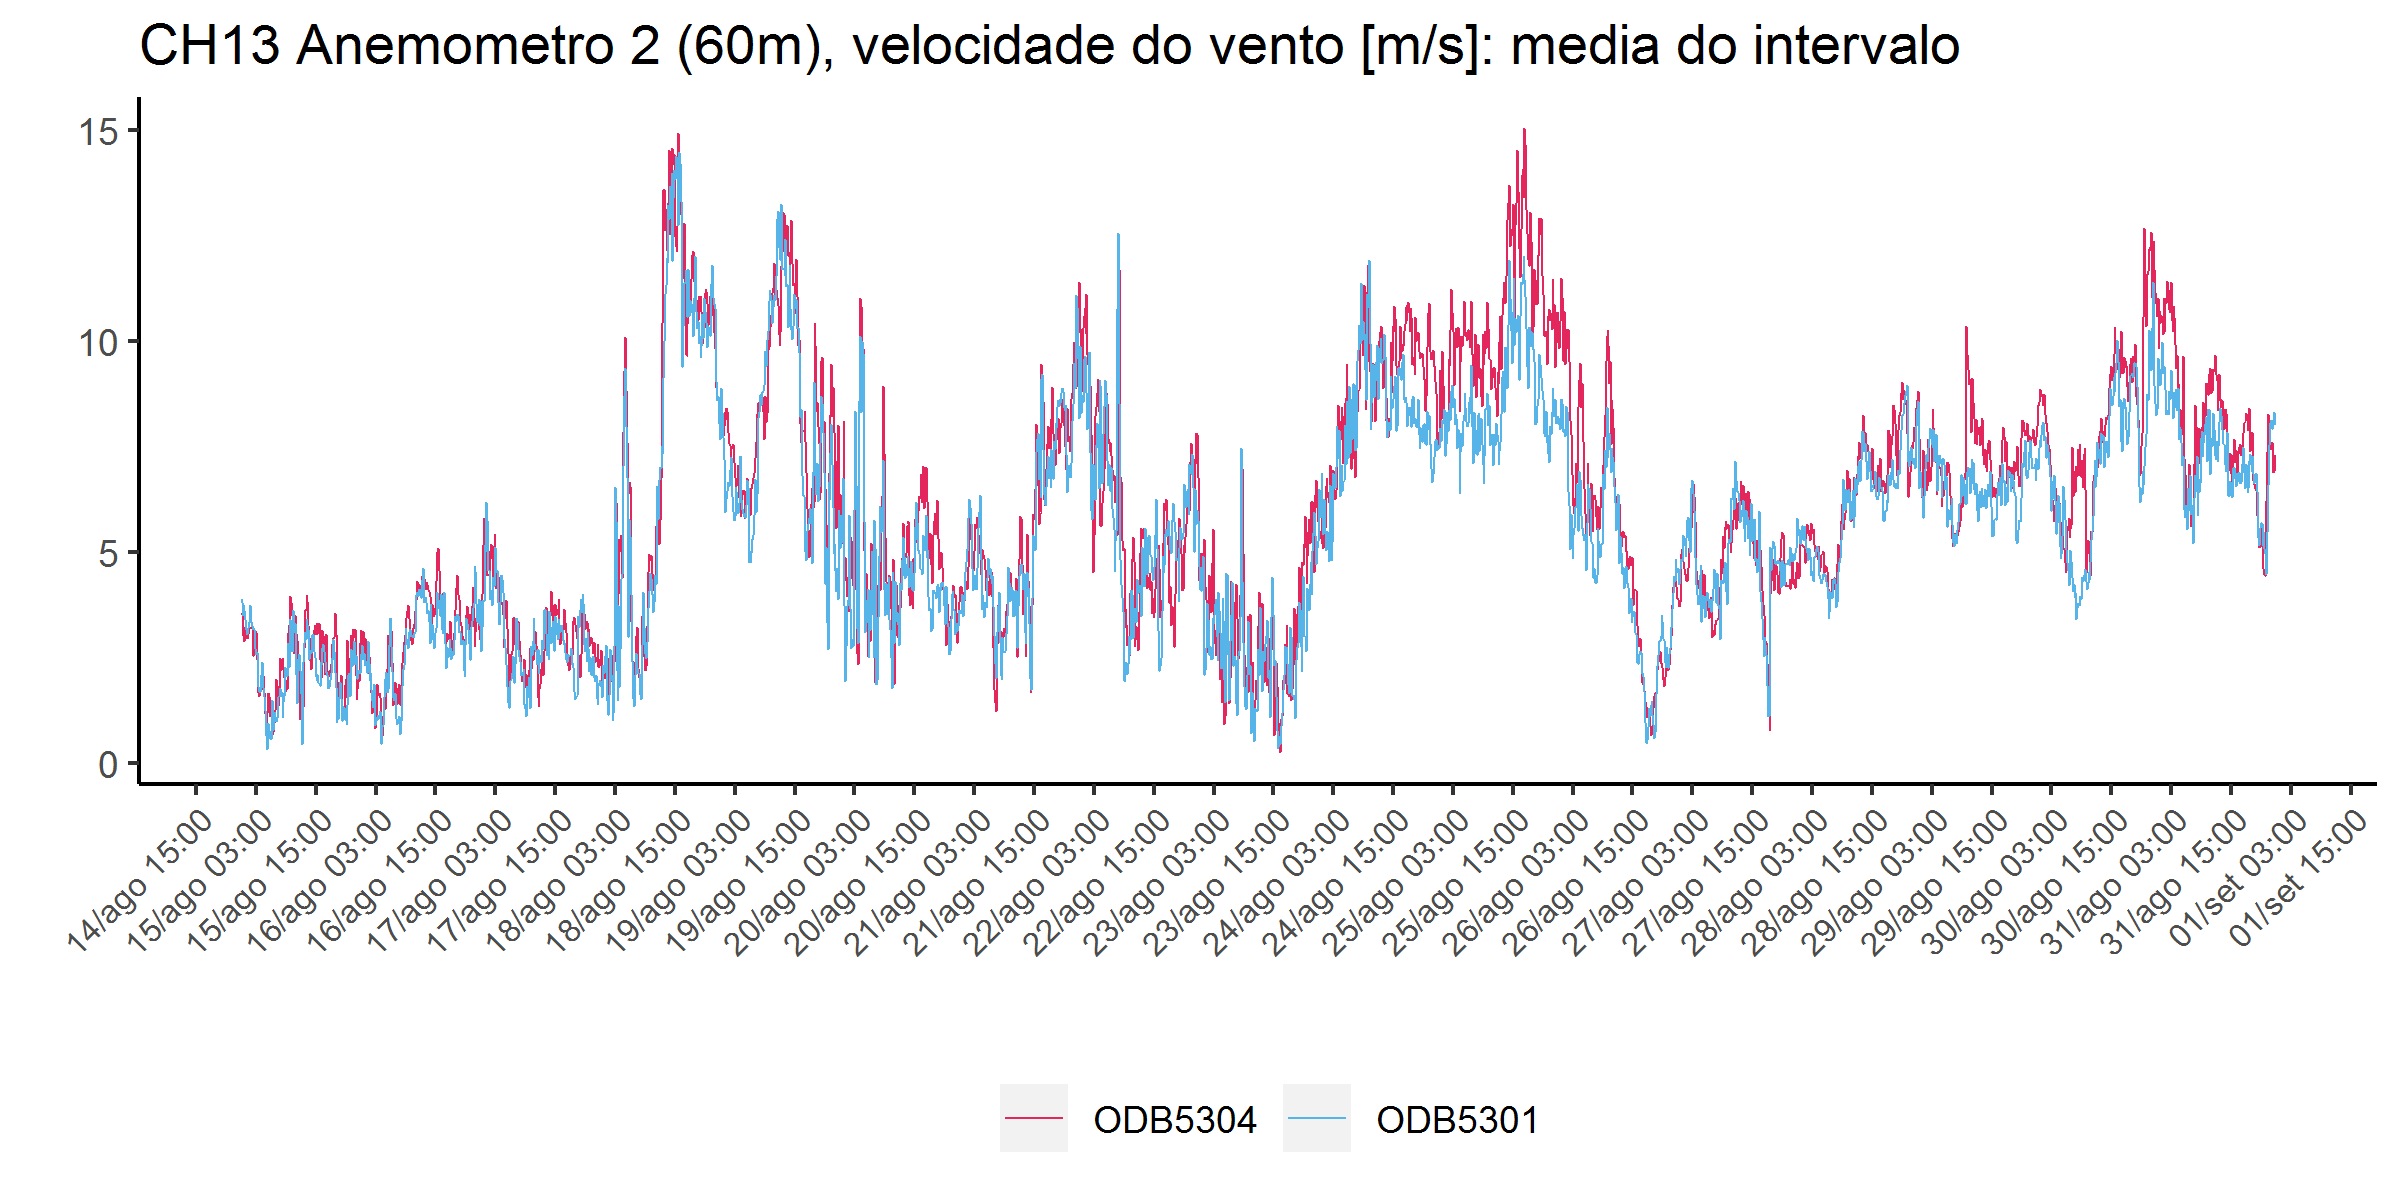 CH13 Anemometro 2 (60m), velocidade do vento [m/s]: media do intervalo
15
10
5
0
14/ago 15:00
15/ago 03:00
15/ago 15:00
16/ago 03:00
16/ago 15:00
17/ago 03:00
17/ago 15:00
18/ago 03:00
18/ago 15:00
19/ago 03:00
19/ago 15:00
20/ago 03:00
20/ago 15:00
21/ago 03:00
21/ago 15:00
22/ago 03:00
22/ago 15:00
23/ago 03:00
23/ago 15:00
24/ago 03:00
24/ago 15:00
25/ago 03:00
25/ago 15:00
26/ago 03:00
26/ago 15:00
27/ago 03:00
27/ago 15:00
28/ago 03:00
28/ago 15:00
29/ago 03:00
29/ago 15:00
30/ago 03:00
30/ago 15:00
31/ago 03:00
31/ago 15:00
01/set 03:00
01/set 15:00
ODB5304
ODB5301